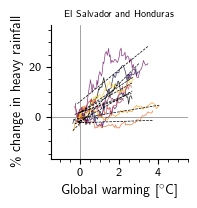 El Salvador and Honduras
% change in heavy rainfall
20
0
0 2 4
Global warming [°C]